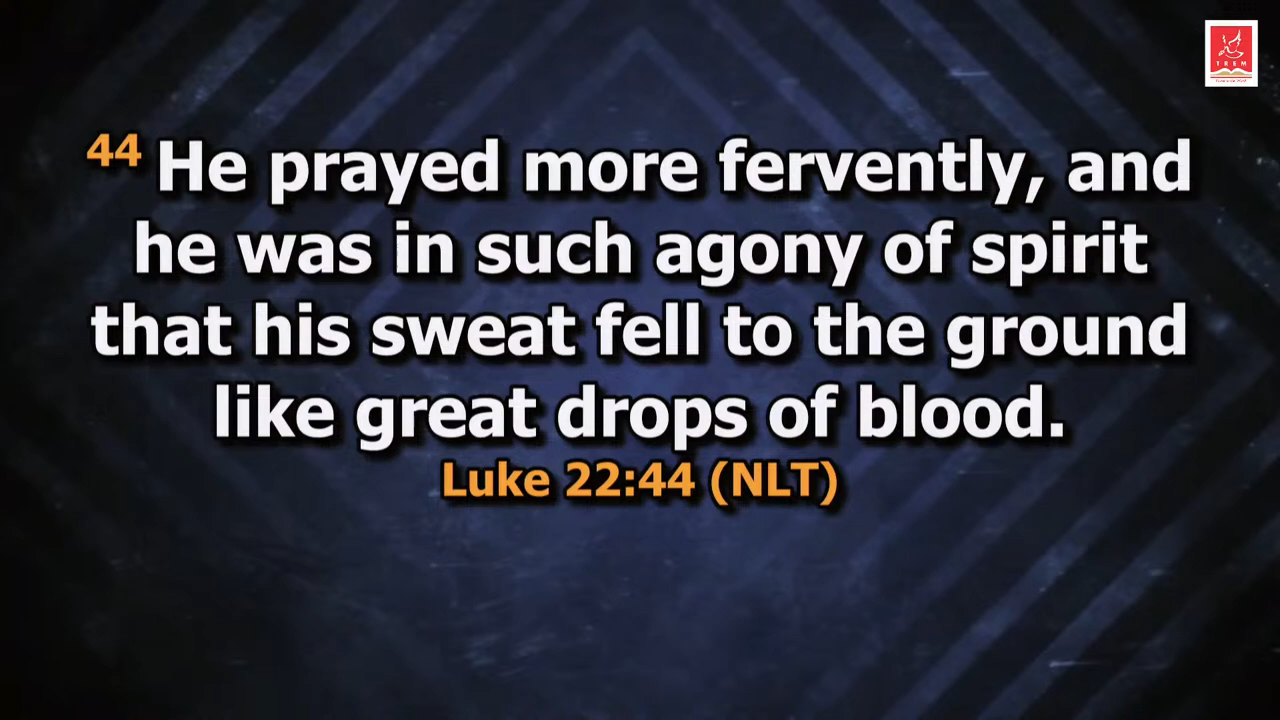 TREM
44 He prayed more fervently, and
he was in such agony of spirit
that his sweat fell to the ground
like great drops of blood.
Luke 22:44 (NLT)